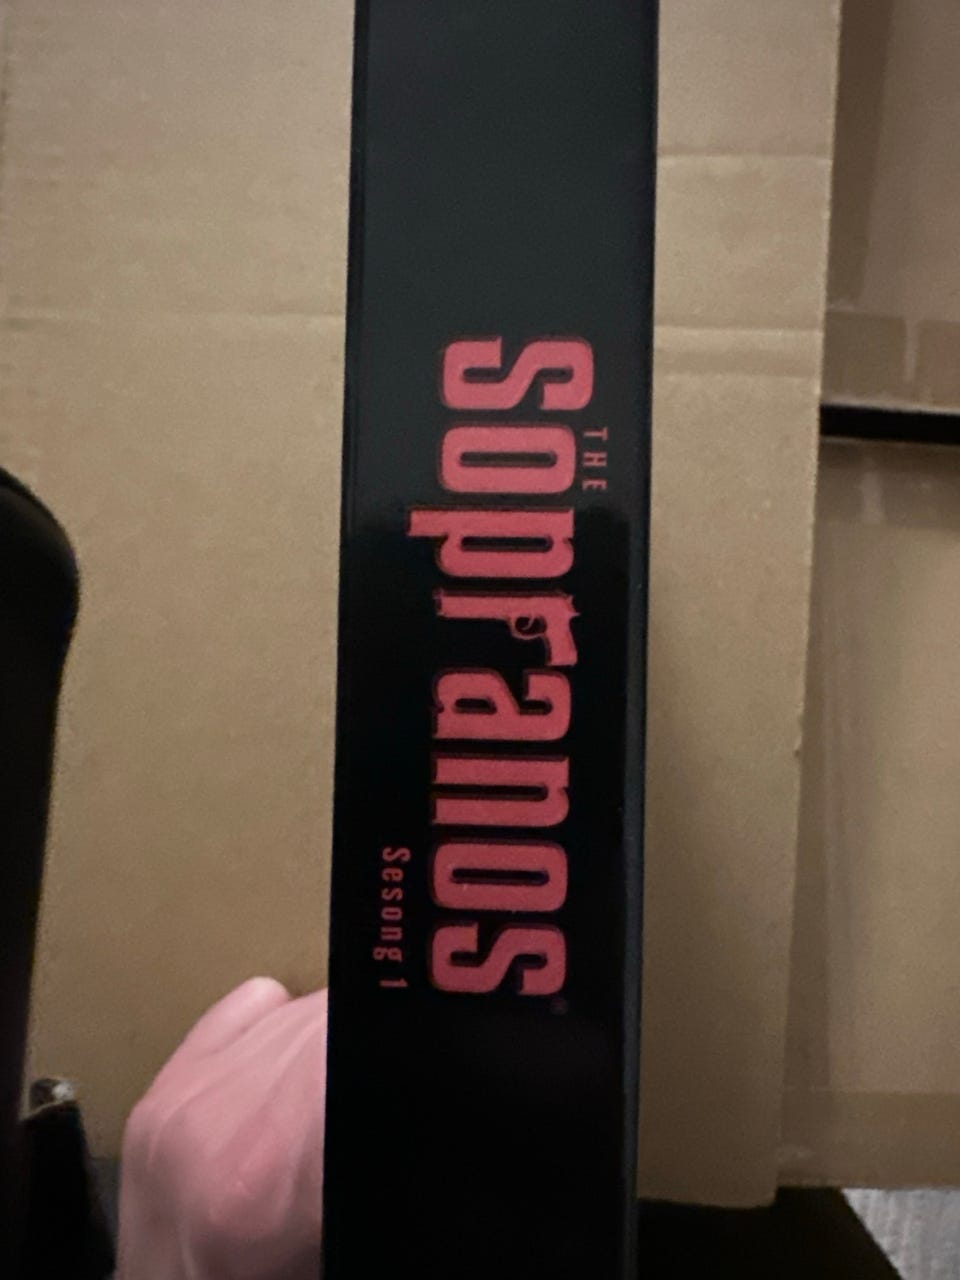 THE
Sopranos®
Sesong 1